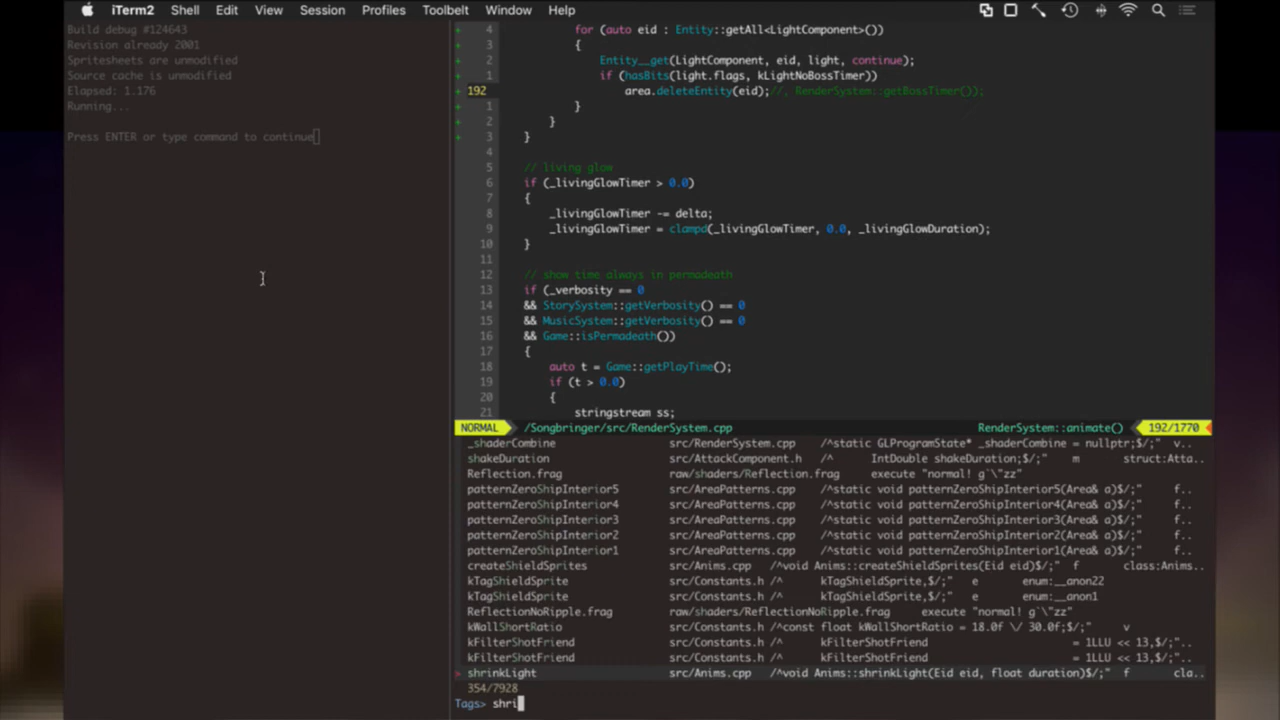 iTerm2 Shell Edit View Session Profiles Toolbelt Window Help
Build debug #124643
Revision already 2001
Spritesheets are unmodified
Source cache is unmodified
Elapsed: 1.176
Running...
Press ENTER or type command to continue
4 for (auto eid : Entity::getAll<LightComponent>())
3 {
2 Entity__get(LightComponent, eid, light, continue);
1 if (hasBits(light.flags, kLightNoBossTimer))
192 area.deleteEntity(eid);//, RenderSystem::getBossTimer());
1 }
2 }
3 }
4
5 // living glow
6 if (_livingGlowTimer > 0.0)
7 {
8 _livingGlowTimer -= delta;
9 _livingGlowTimer = clampd(_livingGlowTimer, 0.0, _livingGlowDuration);
10 }
11
12 // show time always in permadeath
13 if (_verbosity == 0
14 && StorySystem::getVerbosity() == 0
15 && MusicSystem::getVerbosity() == 0
16 && Game::isPermadeath())
17 {
18 auto t = Game::getPlayTime();
19 if (t > 0.0)
20 {
21 stringstream ss;
NORMAL /Songbringer/src/RenderSystem.cpp RenderSystem::animate() 192/1770
_shaderCombine src/RenderSystem.cpp /^static GLProgramState* _shaderCombine = nullptr;$/;" v..
shakeDuration src/AttackComponent.h /^ IntDouble shakeDuration;$/;" m struct:Atta..
Reflection.frag raw/shaders/Reflection.frag execute "normal! g`\"zz"
patternZeroShipInterior5 src/AreaPatterns.cpp /^static void patternZeroShipInterior5(Area& a)$/;" f..
patternZeroShipInterior4 src/AreaPatterns.cpp /^static void patternZeroShipInterior4(Area& a)$/;" f..
patternZeroShipInterior3 src/AreaPatterns.cpp /^static void patternZeroShipInterior3(Area& a)$/;" f..
patternZeroShipInterior2 src/AreaPatterns.cpp /^static void patternZeroShipInterior2(Area& a)$/;" f..
patternZeroShipInterior1 src/AreaPatterns.cpp /^static void patternZeroShipInterior1(Area& a)$/;" f..
createShieldSprites src/Anims.cpp /^void Anims::createShieldSprites(Eid eid)$/;" f class:Anims..
kTagShieldSprite src/Constants.h /^ kTagShieldSprite,$/;" e enum:__anon22
kTagShieldSprite src/Constants.h /^ kTagShieldSprite,$/;" e enum:__anon1
ReflectionNoRipple.frag raw/shaders/ReflectionNoRipple.frag execute "normal! g`\"zz"
kWallShortRatio src/Constants.h /^const float kWallShortRatio = 18.0f \/ 30.0f;$/;" v
kFilterShotFriend src/Constants.h /^ kFilterShotFriend = 1LLU << 13,$/;"..
kFilterShotFriend src/Constants.h /^ kFilterShotFriend = 1LLU << 13,$/;"..
> shrinkLight src/Anims.cpp /^void Anims::shrinkLight(Eid eid, float duration)$/;" f cla..
354/7928
Tags> shri